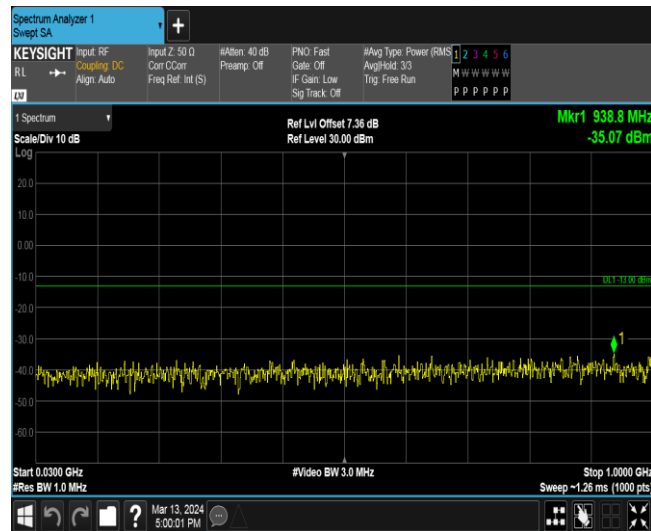 Spectrum Analyzer 1
Swept SA
+
KEYSIGHT
RL
LXI
Input: RF
Coupling: DC
Align: Auto
Input Z: 50 Ω
Corr CCorr
Freq Ref: Int (S)
#Atten: 40 dB
Preamp: Off
PNO: Fast
Gate: Off
IF Gain: Low
Sig Track: Off
#Avg Type: Power (RMS
Avg|Hold: 3/3
Trig: Free Run
1 2 3 4 5 6
M W W W W W
P P P P P P
1 Spectrum
Scale/Div 10 dB
Log
Ref Lvl Offset 7.36 dB
Ref Level 30.00 dBm
Mkr1 938.8 MHz
-35.07 dBm
20.0
10.0
0.00
-10.0
DL1 -13.00 dBm
-20.0
-30.0
1
-40.0
-50.0
-60.0
Start 0.0300 GHz
#Res BW 1.0 MHz
#Video BW 3.0 MHz
Stop 1.0000 GHz
Sweep ~1.26 ms (1000 pts)
?
Mar 13, 2024
5:00:01 PM